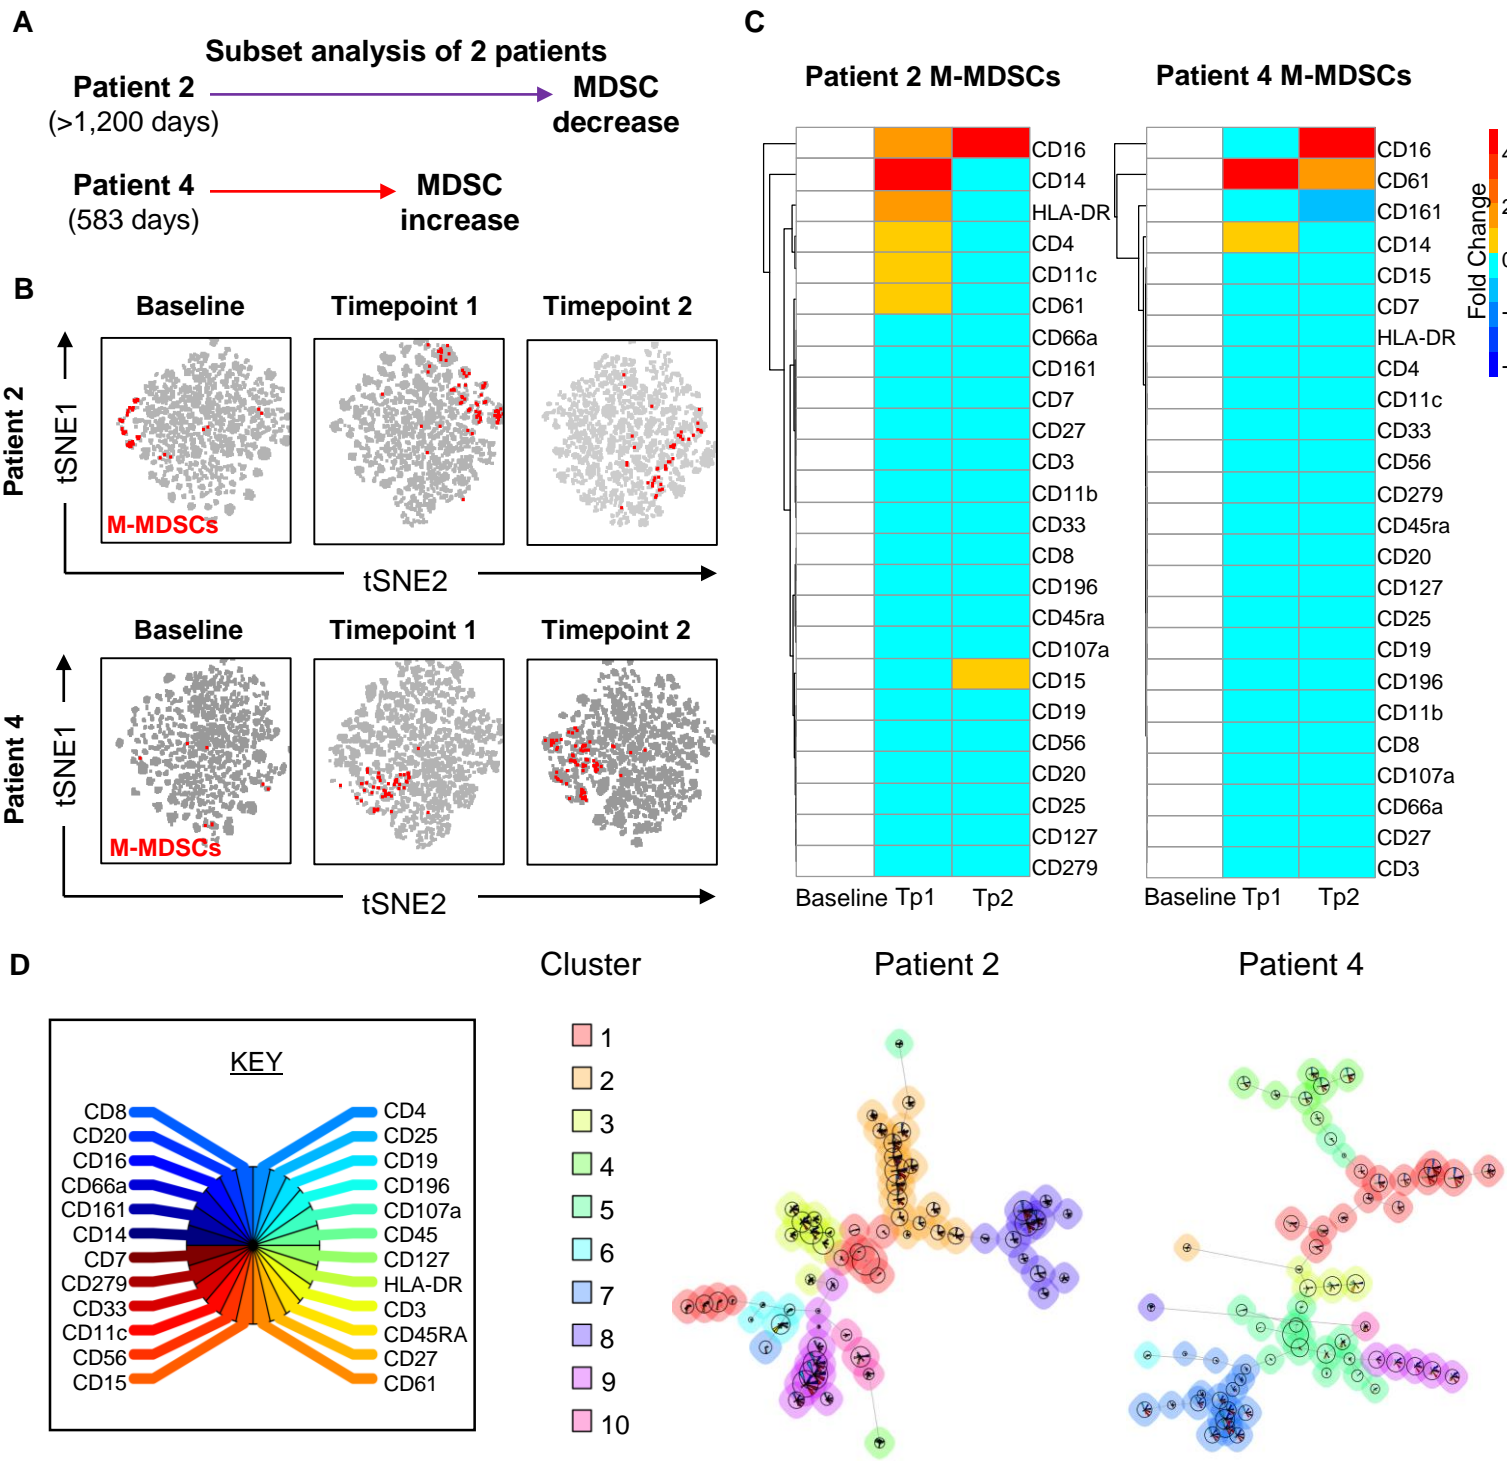 A
Subset analysis of 2 patients
Patient 2
(>1,200 days)
MDSC
decrease
Patient 4
(583 days)
MDSC
increase
B
Baseline
Timepoint 1
Timepoint 2
Patient 2
tSNE1
M-MDSCs
tSNE2
Baseline
Timepoint 1
Timepoint 2
Patient 4
tSNE1
M-MDSCs
tSNE2
C
Patient 2 M-MDSCs
CD16
CD14
HLA-DR
CD4
CD11c
CD61
CD66a
CD161
CD7
CD27
CD3
CD11b
CD33
CD8
CD196
CD45ra
CD107a
CD15
CD19
CD56
CD20
CD25
CD127
CD279
Baseline Tp1 Tp2
Patient 4 M-MDSCs
CD16
CD61
CD161
CD14
CD15
CD7
HLA-DR
CD4
CD11c
CD33
CD56
CD279
CD45ra
CD20
CD127
CD25
CD19
CD196
CD11b
CD8
CD107a
CD66a
CD27
CD3
Baseline Tp1 Tp2
Fold Change
4
2
0
-
-
D
KEY
CD8
CD20
CD16
CD66a
CD161
CD14
CD7
CD279
CD33
CD11c
CD56
CD15
CD4
CD25
CD19
CD196
CD107a
CD45
CD127
HLA-DR
CD3
CD45RA
CD27
CD61
Cluster
1
2
3
4
5
6
7
8
9
10
Patient 2
Patient 4